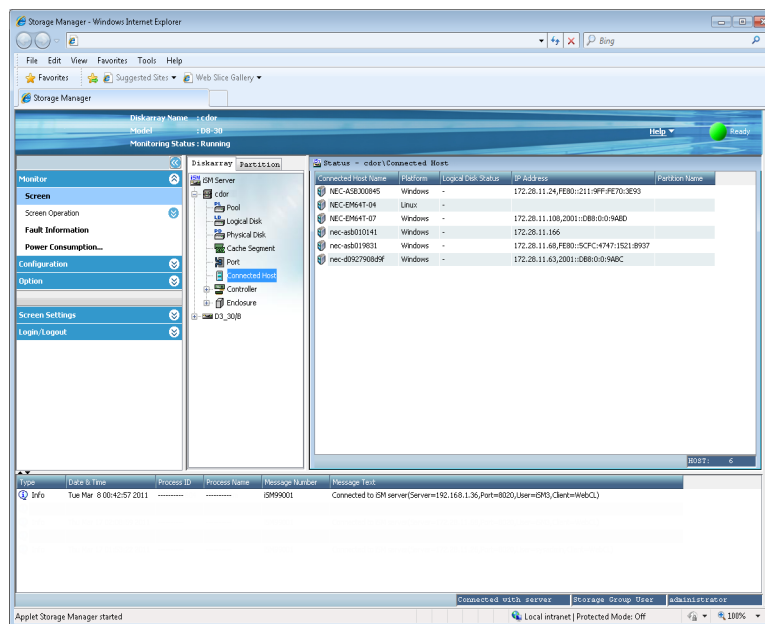 Storage Manager - Windows Internet Explorer
Bing
File Edit View Favorites Tools Help
Favorites Suggested Sites Web Slice Gallery
Storage Manager
Diskarray Name : cdor
Model : D8-30
Monitoring Status : Running
Help Ready
Monitor
Screen
Screen Operation
Fault Information
Power Consumption...
Configuration
Option
Screen Settings
Login/Logout
Diskarray Partition
iSM Server
cdor
Pool
Logical Disk
Physical Disk
Cache Segment
Port
Connected Host
Controller
Enclosure
D3_30/8
Status - cdor\Connected Host
Connected Host Name Platform Logical Disk Status IP Address Partition Name
NEC-ASBJ00845 Windows - 172.28.11.24,FE80::211:9FF:FE70:3E93
NEC-EM64T-04 Linux -
NEC-EM64T-07 Windows - 172.28.11.108,2001::DB8:0:0:9ABD
nec-asb010141 Windows - 172.28.11.166
nec-asb019831 Windows - 172.28.11.68,FE80::5CFC:4747:1521:B937
nec-d0927908d9f Windows - 172.28.11.63,2001::DB8:0:0:9ABC
HOST: 6
Type Date & Time Process ID Process Name Message Number Message Text
Info Tue Mar 8 00:42:57 2011 ---------- ---------- iSM99001 Connected to iSM server(Server=192.168.1.36,Port=8020,User=iSM3,Client=WebCL)
Connected with server Storage Group User administrator
Applet Storage Manager started Local intranet | Protected Mode: Off 100%